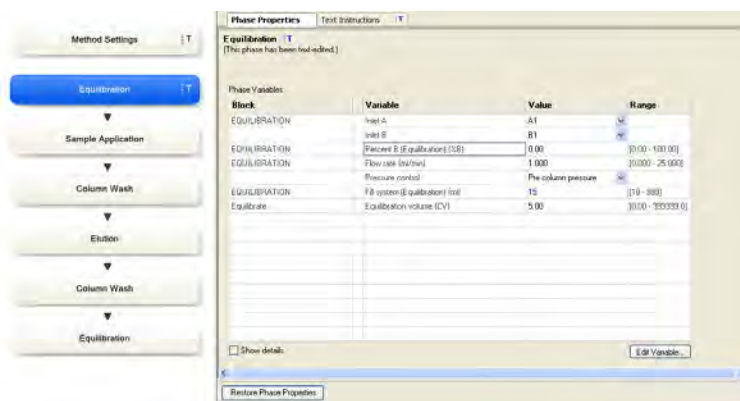 Phase Properties Text Instructions T
Method Settings T
Equilibration T
(This phase has been text-edited.)
Equilibration T
Phase Variables
Block Variable Value Range
EQUILIBRATION Inlet A A1
Inlet B B1
EQUILIBRATION Percent B (Equilibration) (%B) 0.00 [0.00 - 100.00]
EQUILIBRATION Flow rate (ml/min) 1.000 [0.000 - 25.000]
Pressure control Pre column pressure
EQUILIBRATION Fill system (Equilibration) (ml) 15
Equilibrate Equilibration volume (CV) 5.00
Sample Application
Column Wash
Elution
Column Wash
Equilibration
Show details
Edit Variable...
Restore Phase Properties